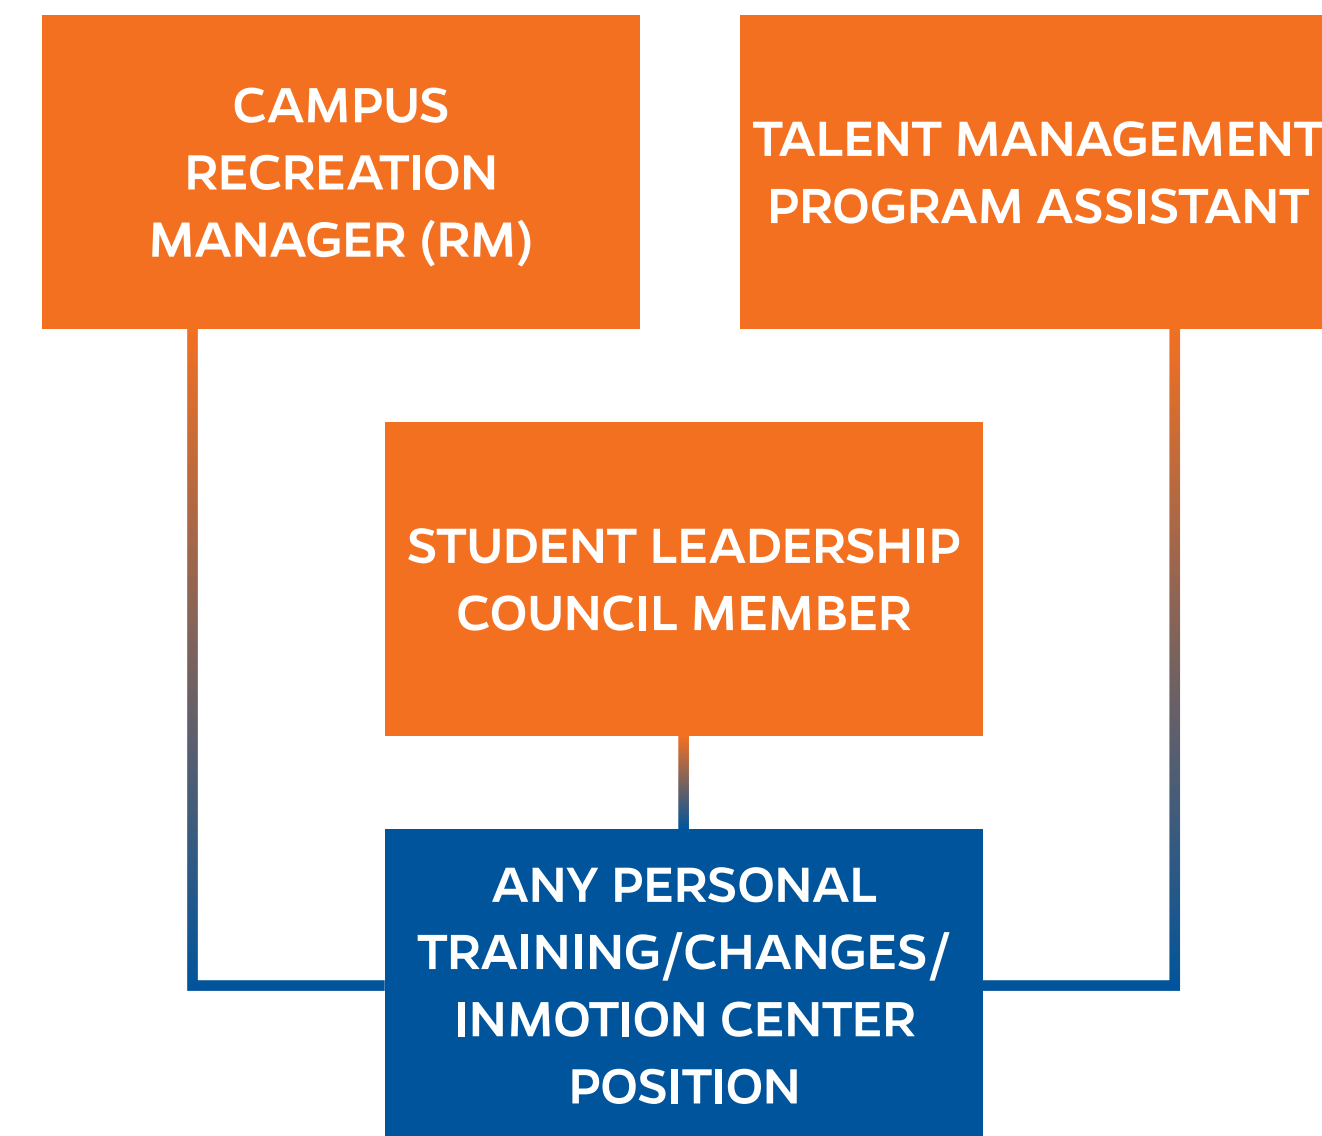 CAMPUS
RECREATION
MANAGER (RM)
TALENT MANAGEMENT
PROGRAM ASSISTANT
STUDENT LEADERSHIP
COUNCIL MEMBER
ANY PERSONAL
TRAINING/CHANGES/
INMOTION CENTER
POSITION